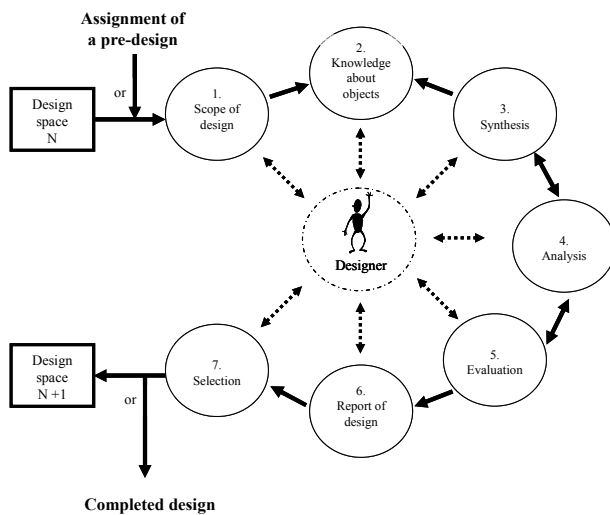 Assignment of
a pre-design
or
Design
space
N
1.
Scope of
design
2.
Knowledge
about
objects
3.
Synthesis
4.
Analysis
Designer
5.
Evaluation
6.
Report of
design
7.
Selection
Design
space
N +1
or
Completed design